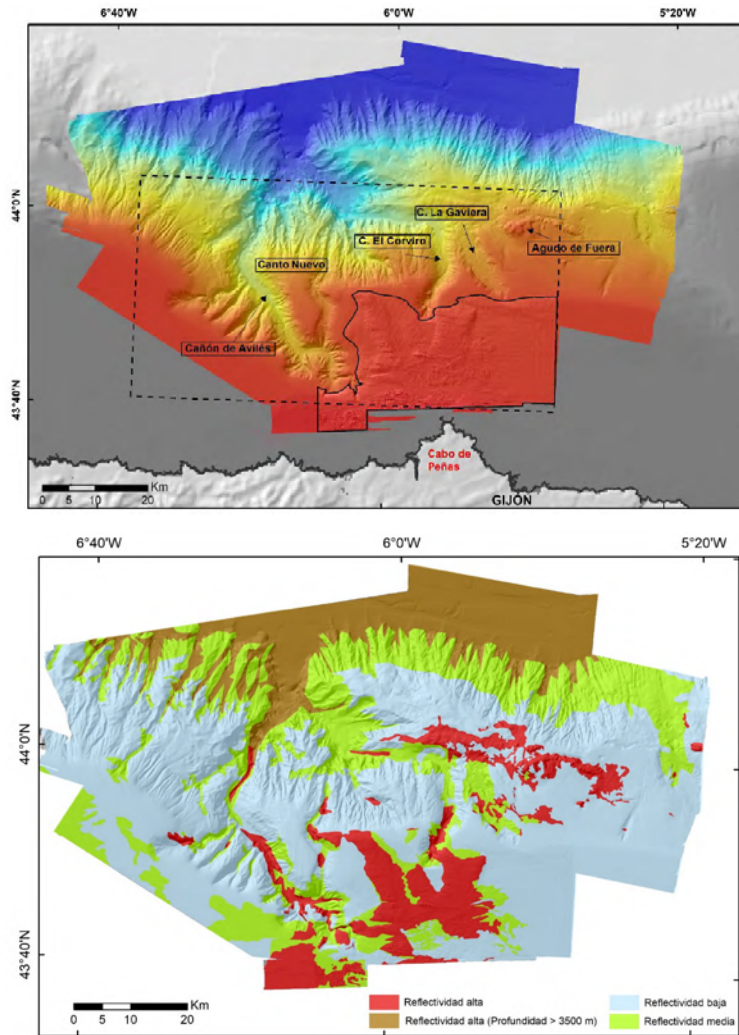 6°40'W 6°0'W 5°20'W
44°0'N
C. La Gaviera
C. El Corviro
Agudo de Fuera
Canto Nuevo
Cañón de Avilés
43°40'N
Cabo de
Peñas
Km
0 5 10 20
GIJÓN
6°40'W 6°0'W 5°20'W
44°0'N
43°40'N
Km
0 5 10 20
Reflectividad alta
Reflectividad baja
Reflectividad alta (Profundidad > 3500 m)
Reflectividad media